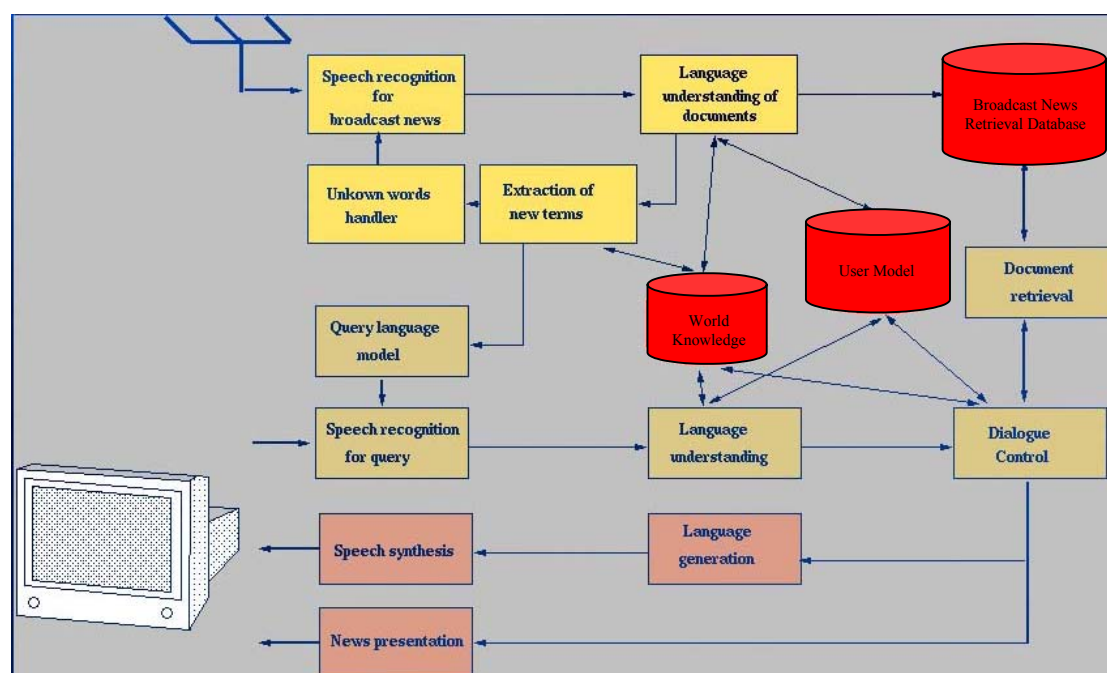 Speech recognition
for
broadcast news
Language
understanding of
documents
Broadcast News
Retrieval Database
Unkown words
handler
Extraction of
new terms
User Model
Document
retrieval
World
Knowledge
Query language
model
Speech recognition
for query
Language
understanding
Dialogue
Control
Speech synthesis
Language
generation
News presentation